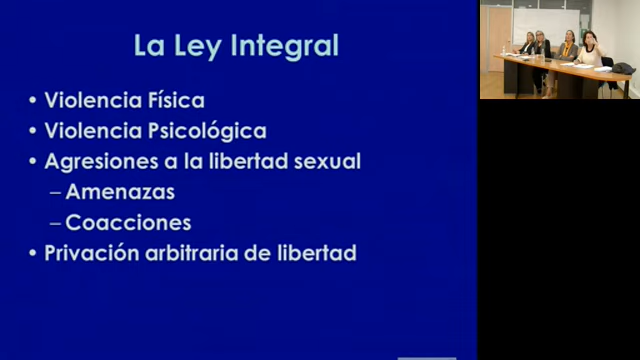 La Ley Integral
• Violencia Física
• Violencia Psicológica
• Agresiones a la libertad sexual
– Amenazas
– Coacciones
• Privación arbitraria de libertad